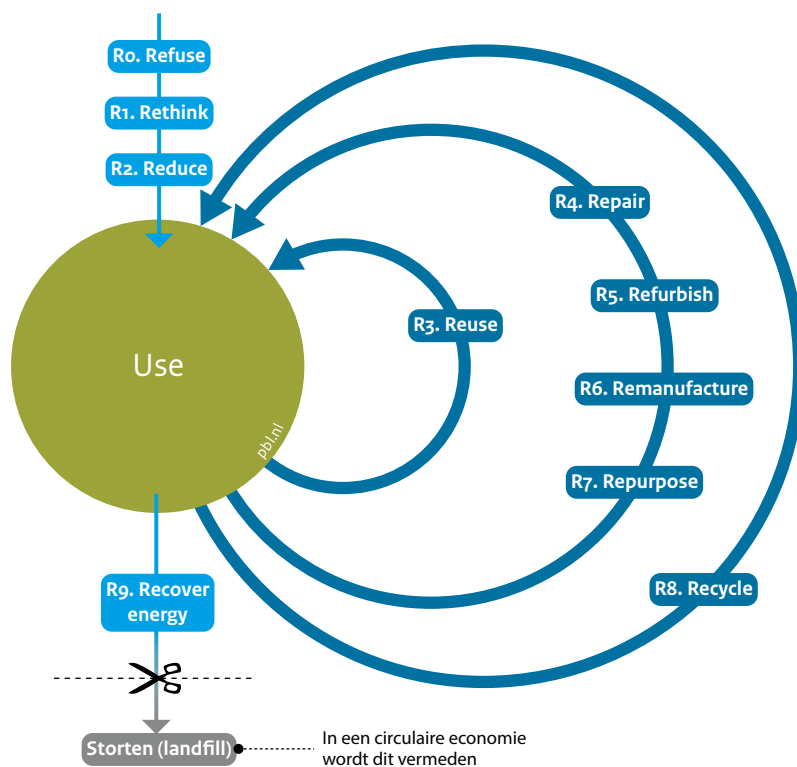 R0. Refuse
R1. Rethink
R2. Reduce
R4. Repair
R5. Refurbish
R3. Reuse
Use
R6. Remanufacture
pbl.nl
R7. Repurpose
R9. Recover
energy
R8. Recycle
Storten (landfill)
In een circulaire economie
wordt dit vermeden